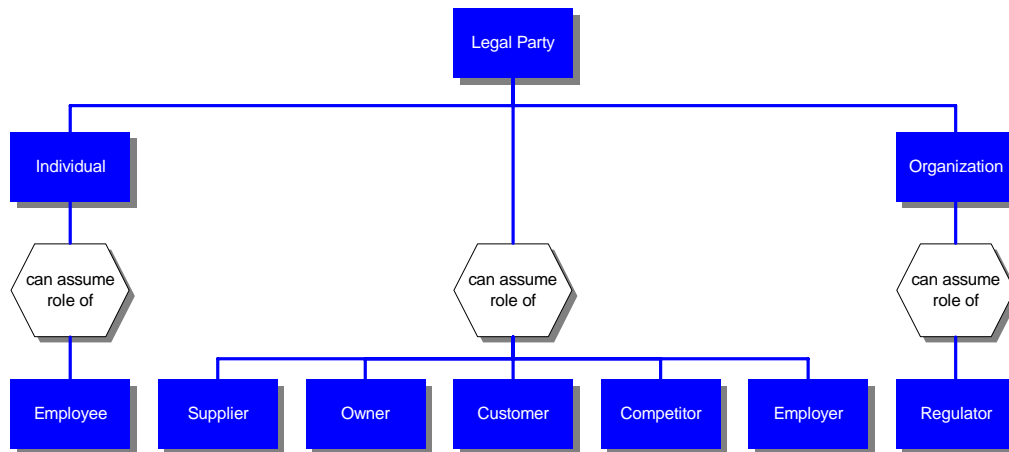 Legal Party
Individual
Organization
can assume
role of
can assume
role of
can assume
role of
Employee
Supplier
Owner
Customer
Competitor
Employer
Regulator